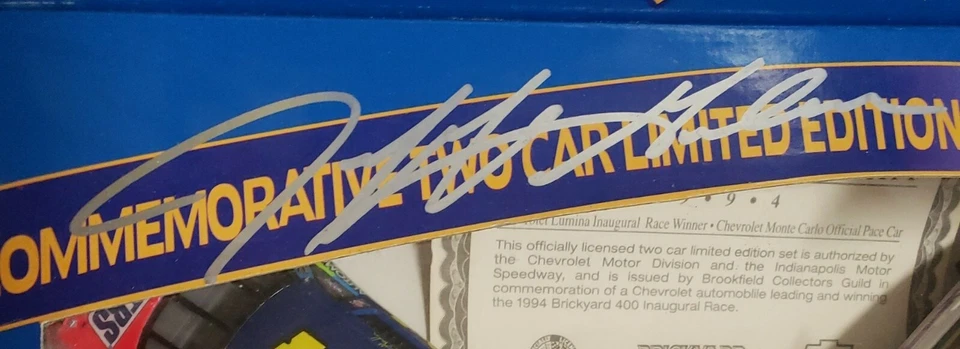 COMMEMORATIVE TWO CAR LIMITED EDITION
9 • 4
Lumina Inaugural Race Winner • Chevrolet Monte Carlo Official Pace Car
This officially licensed two car limited edition set is authorized by
the Chevrolet Motor Division and the Indianapolis Motor
Speedway, and is issued by Brookfield Collectors Guild in
commemoration of a Chevrolet automoblile leading and winning
the 1994 Brickyard 400 Inaugural Race.